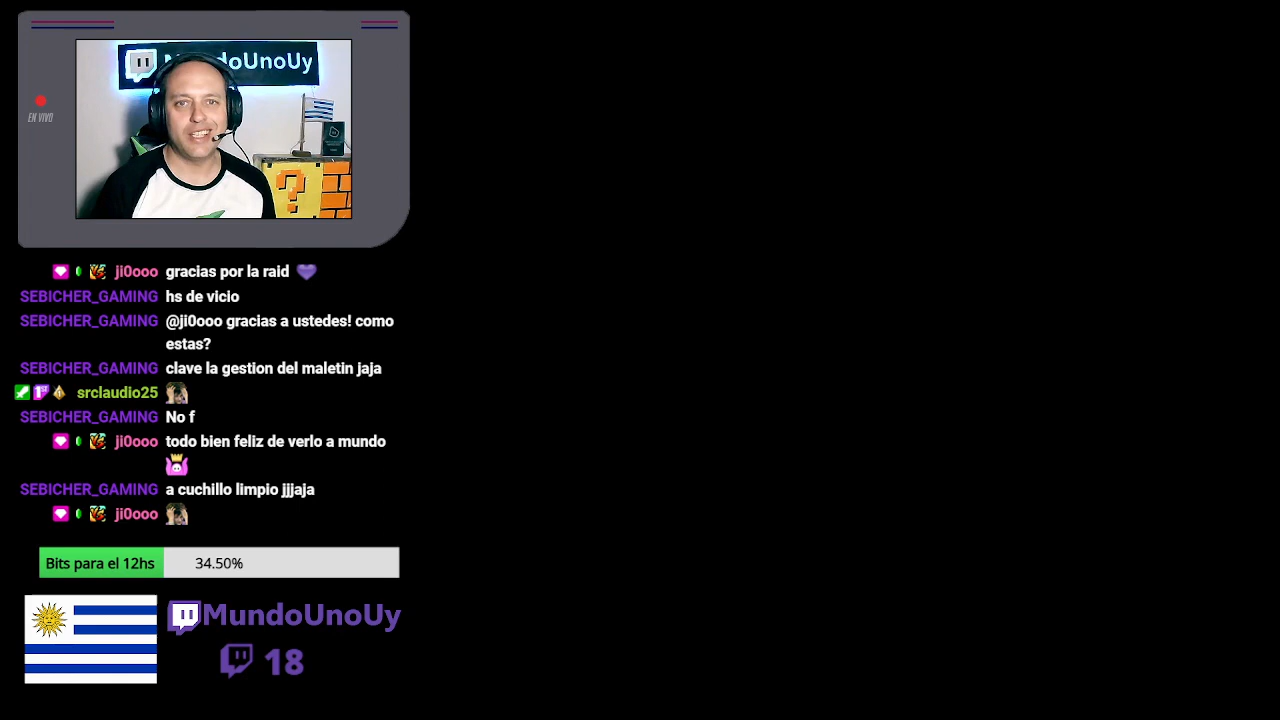 MundoUnoUy
EN VIVO
ji0ooo gracias por la raid
SEBICHER_GAMING hs de vicio
SEBICHER_GAMING @ji0ooo gracias a ustedes! como
estas?
SEBICHER_GAMING clave la gestion del maletin jaja
srclaudio25
SEBICHER_GAMING No f
ji0ooo todo bien feliz de verlo a mundo
SEBICHER_GAMING a cuchillo limpio jjjaja
ji0ooo
Bits para el 12hs 34.50%
MundoUnoUy
18